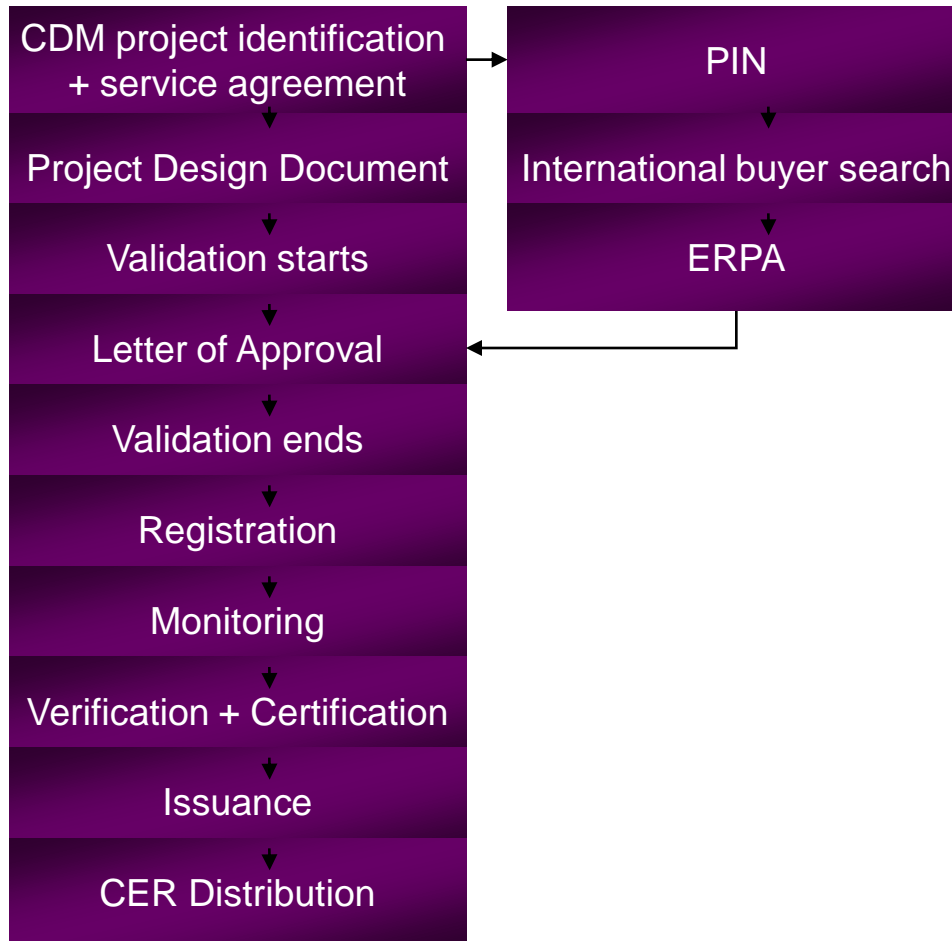 CDM project identification
+ service agreement
Project Design Document
Validation starts
Letter of Approval
Validation ends
Registration
Monitoring
Verification + Certification
Issuance
CER Distribution
PIN
International buyer search
ERPA